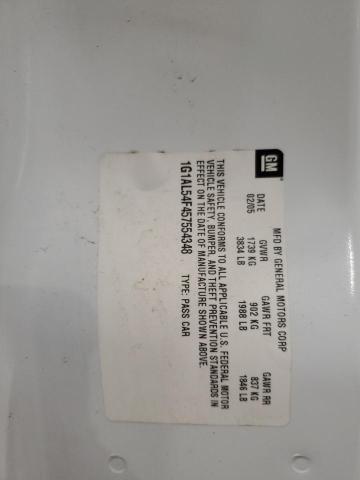 GM
MFD BY GENERAL MOTORS CORP
DATE GVWR GAWR FRT GAWR RR
02/05 1739 KG 902 KG 837 KG
3834 LB 1988 LB 1846 LB
THIS VEHICLE CONFORMS TO ALL APPLICABLE U.S. FEDERAL MOTOR
VEHICLE SAFETY, BUMPER, AND THEFT PREVENTION STANDARDS IN
EFFECT ON THE DATE OF MANUFACTURE SHOWN ABOVE.
1G1AL54F457554348 TYPE: PASS CAR